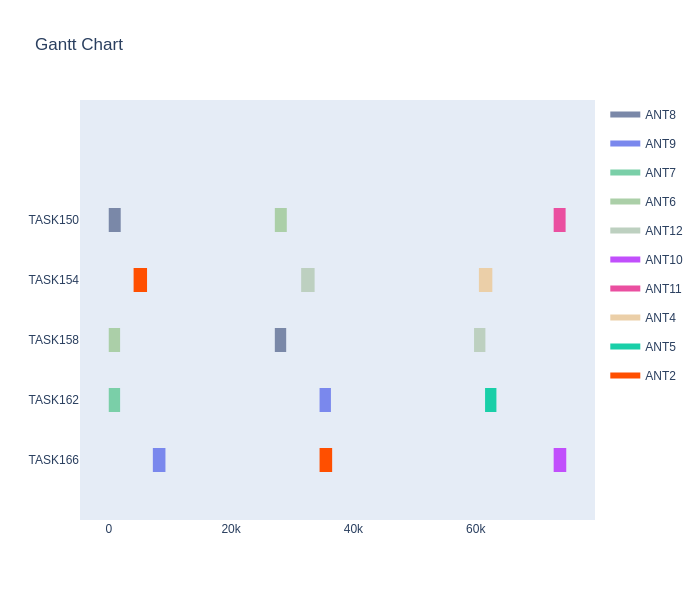 Gantt Chart
TASK150
TASK154
TASK158
TASK162
TASK166
0 20k 40k 60k
ANT8
ANT9
ANT7
ANT6
ANT12
ANT10
ANT11
ANT4
ANT5
ANT2